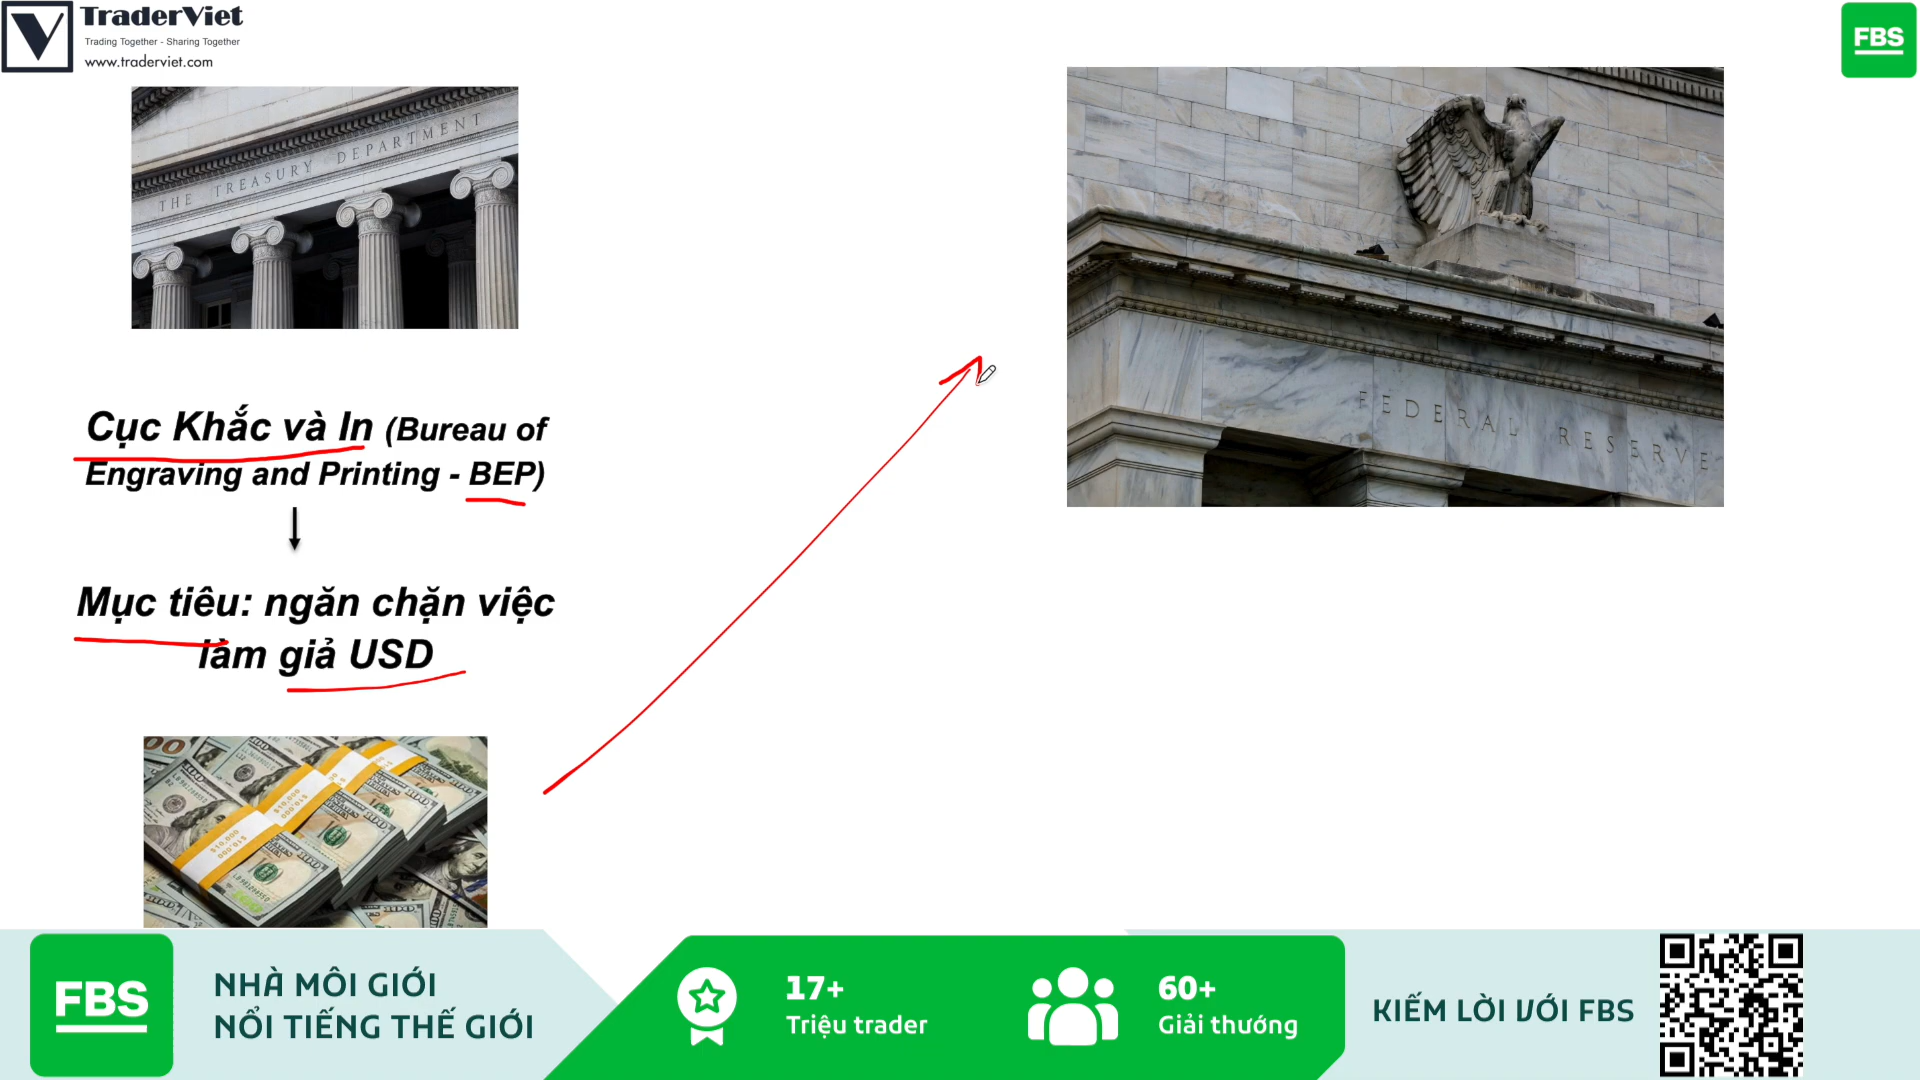 TraderViet
Trading Together - Sharing Together
www.traderviet.com
FBS
THE TREASURY DEPARTMENT
FEDERAL RESERVE
Cục Khắc và In (Bureau of
Engraving and Printing - BEP)
Mục tiêu: ngăn chặn việc
làm giả USD
FBS
NHÀ MÔI GIỚI
NỔI TIẾNG THẾ GIỚI
17+
Triệu trader
60+
Giải thướng
KIẾM LỜI VỚI FBS